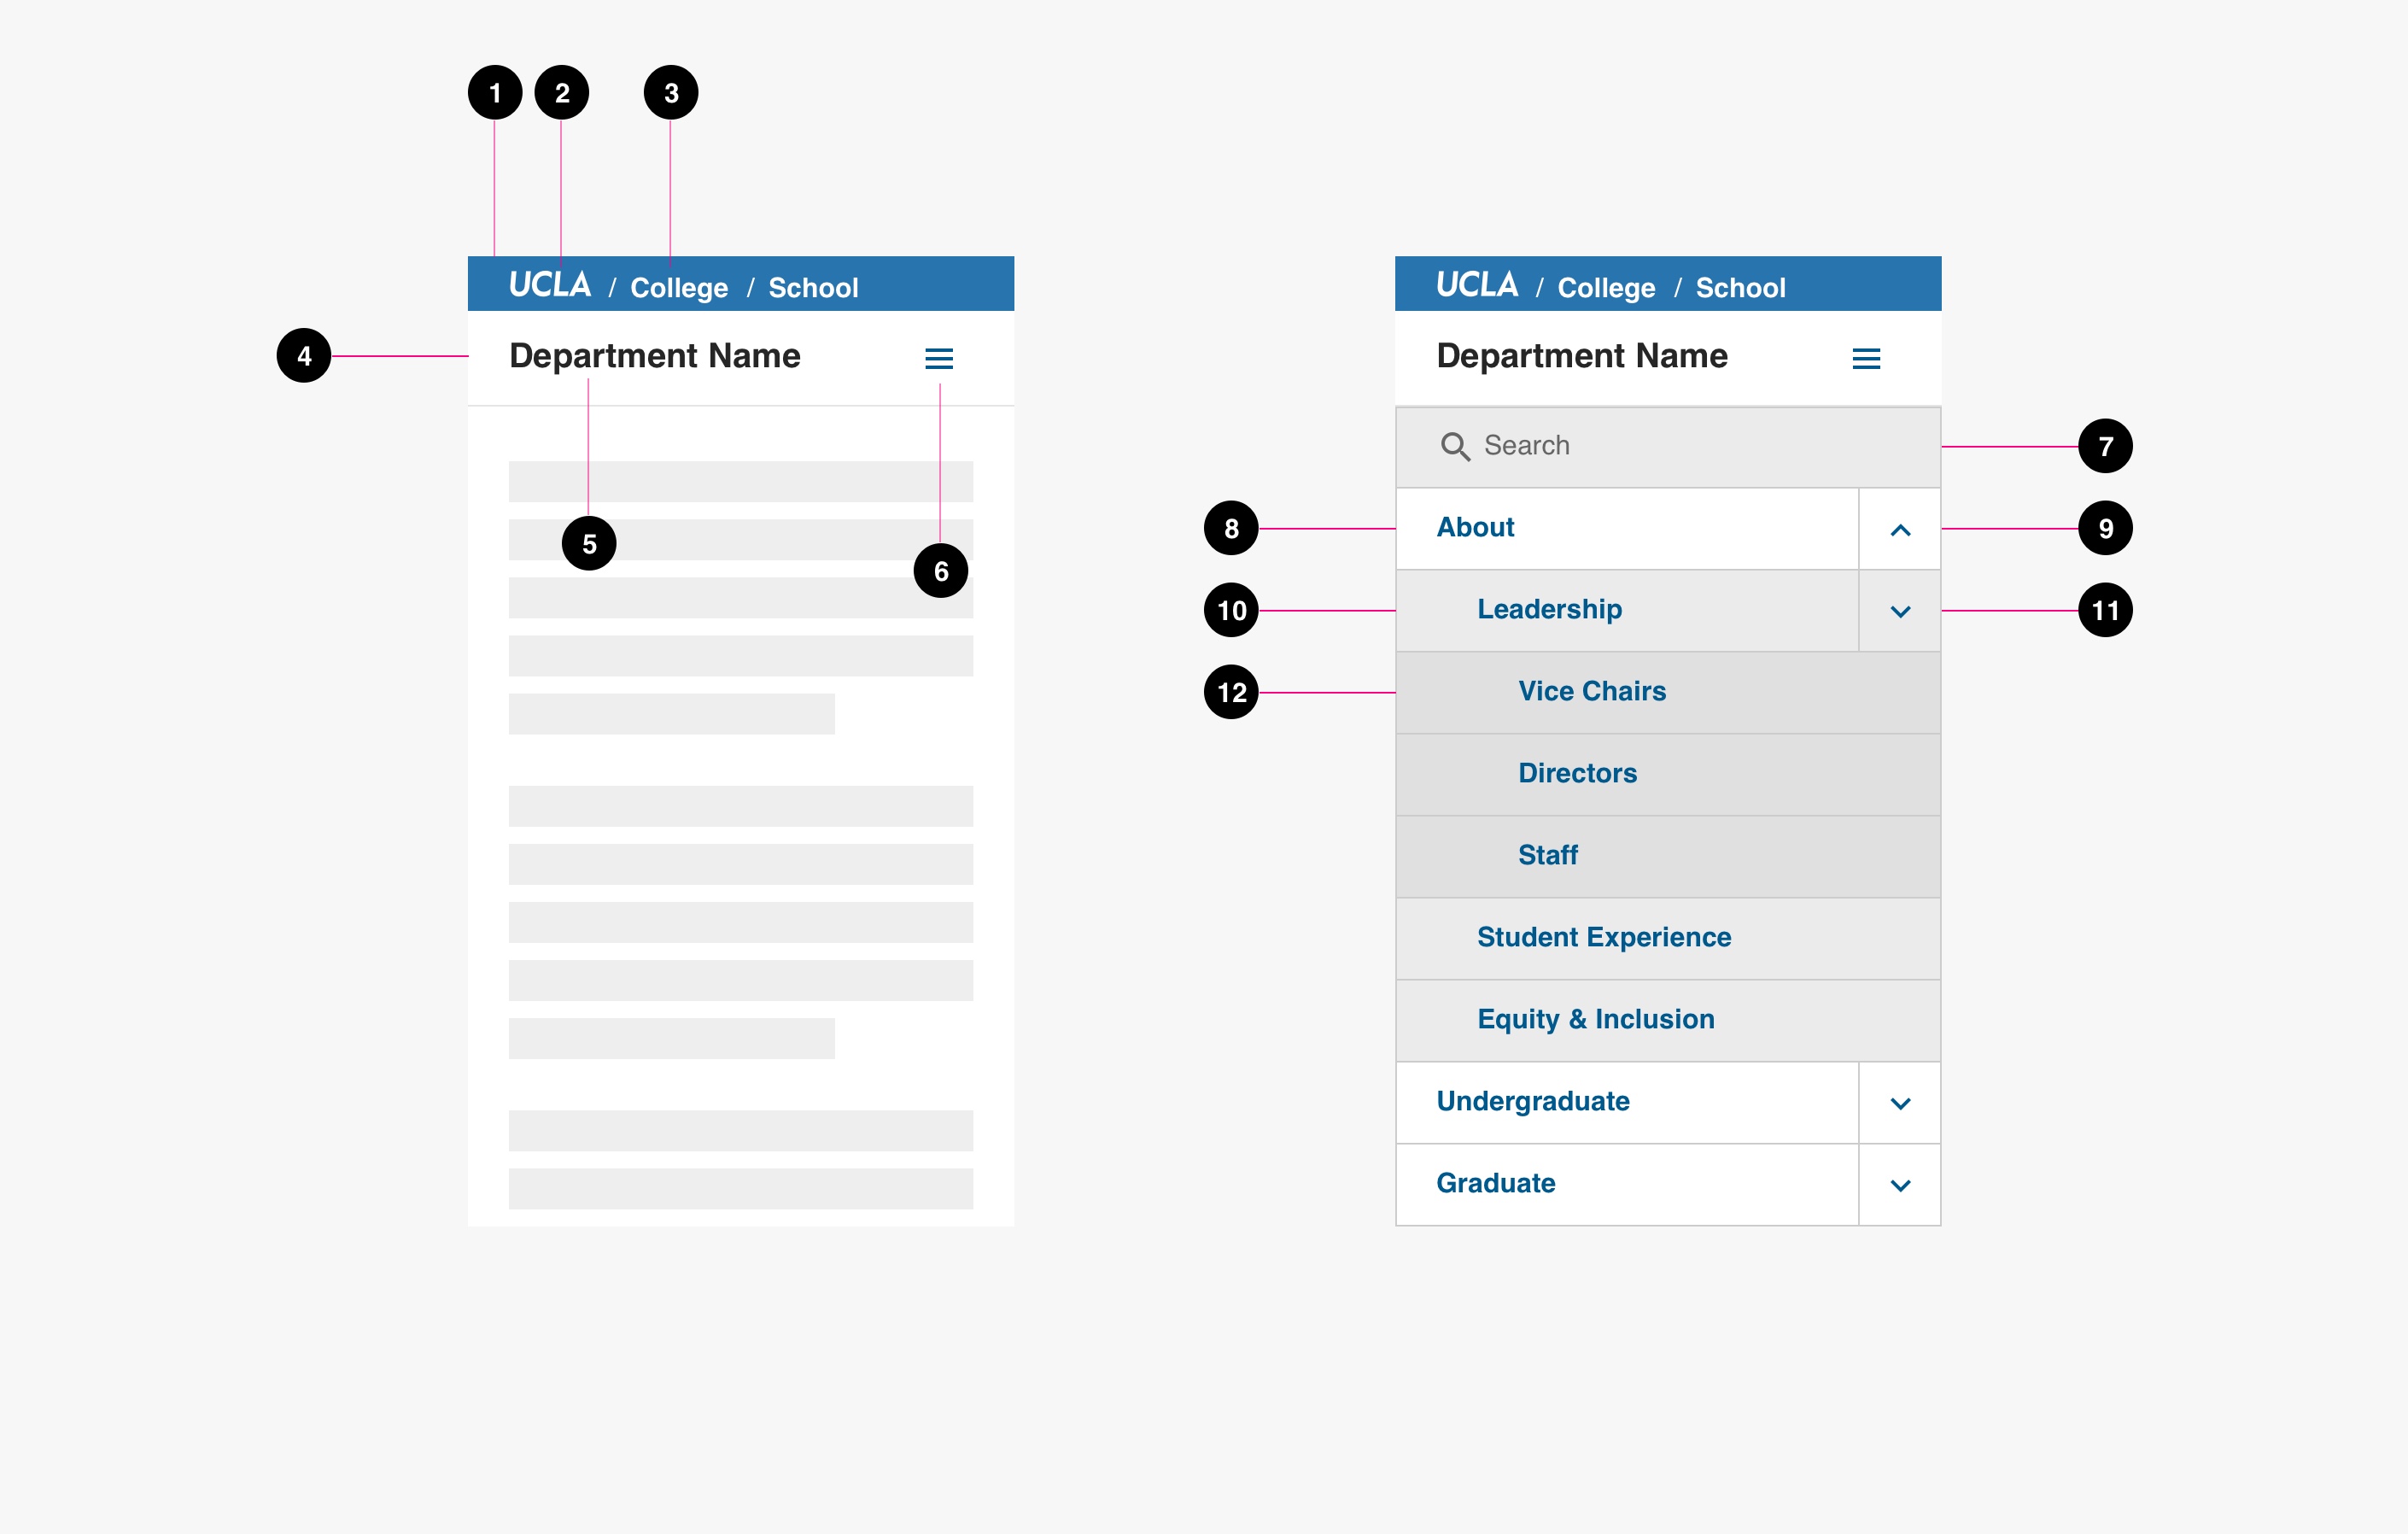 1 2 3
UCLA / College / School
4 Department Name
5
6
UCLA / College / School
Department Name
Search 7
8 About 9
10 Leadership 11
12 Vice Chairs
Directors
Staff
Student Experience
Equity & Inclusion
Undergraduate
Graduate